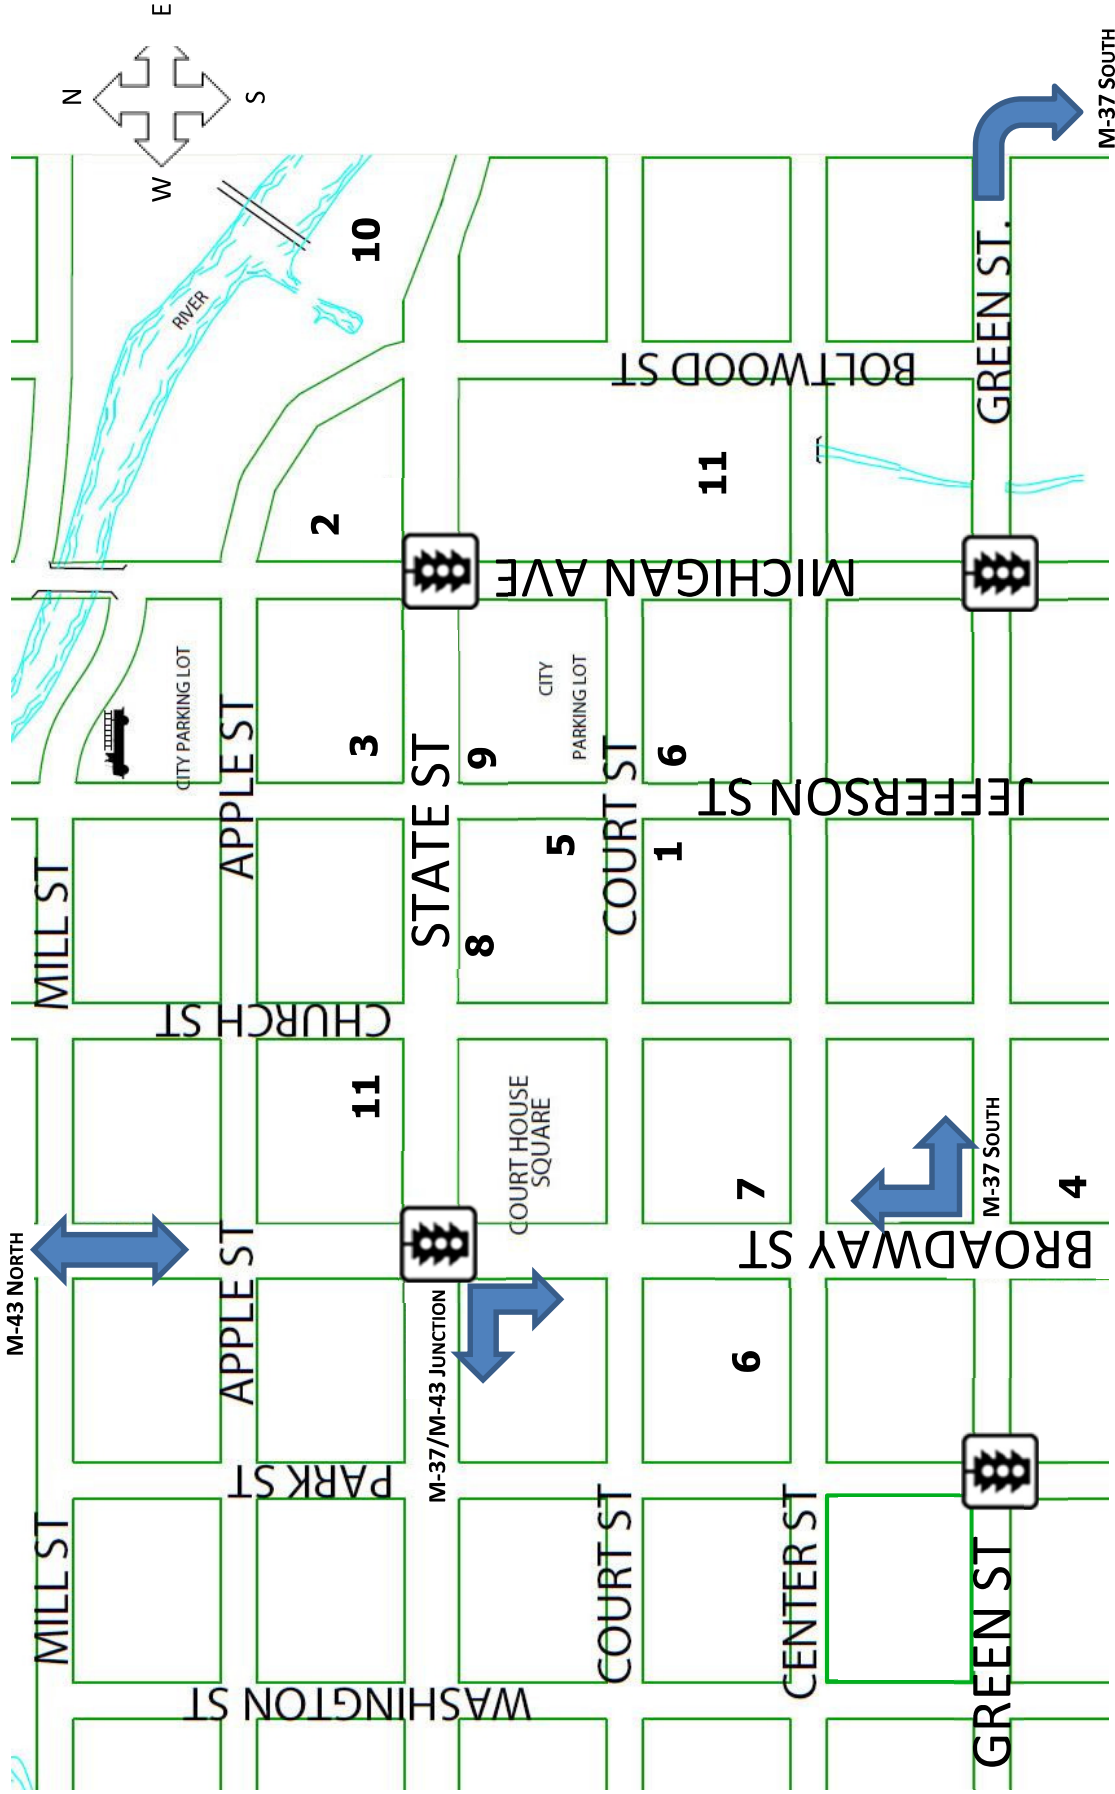 M-43 NORTH
MILL ST
MILL ST
N
W
E
S
CITY PARKING LOT
RIVER
APPLE ST
APPLE ST
CHURCH ST
PARK ST
2
WASHINGTON ST
11
3
10
M-37/M-43 JUNCTION
STATE ST
8
9
COURT HOUSE
SQUARE
CITY
PARKING LOT
5
COURT ST
COURT ST
1
6
MICHIGAN AVE
11
6
7
BOLTWOOD ST
CENTER ST
JEFFERSON ST
BROADWAY ST
M-37 SOUTH
GREEN ST
GREEN ST.
4
M-37 SOUTH